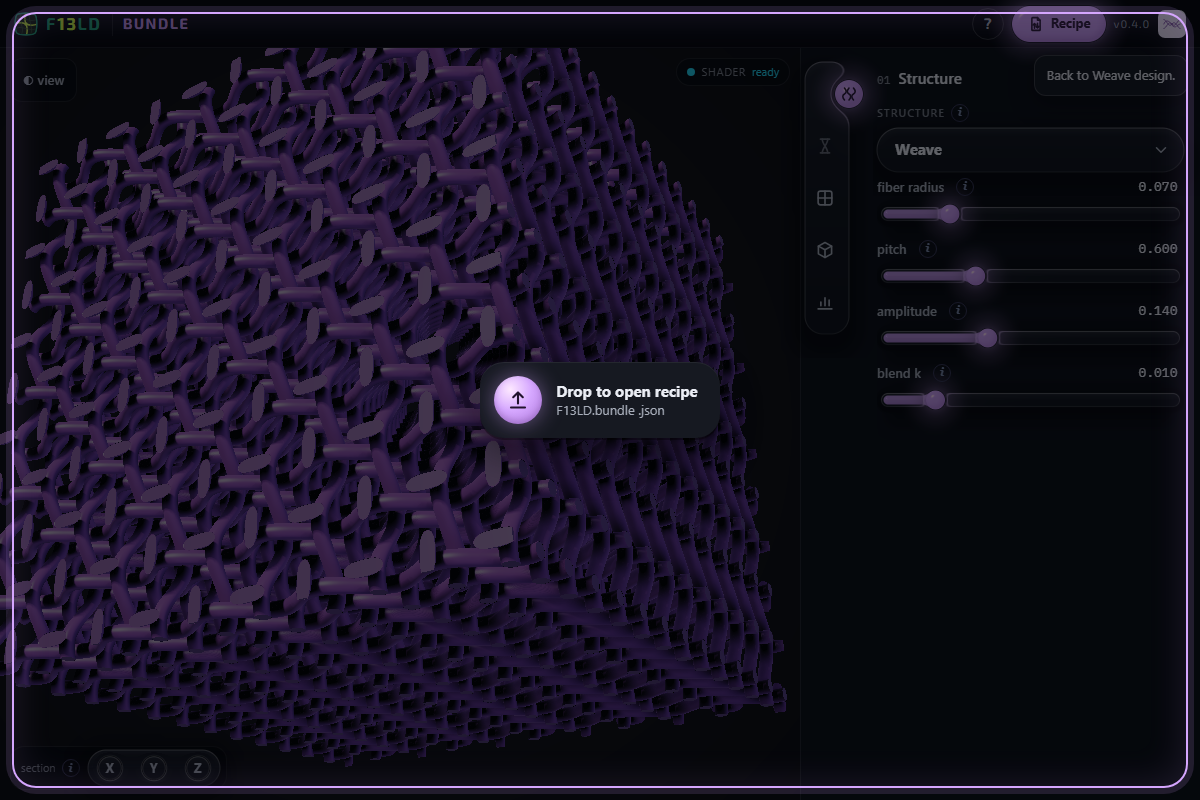 F13LD BUNDLE
? Recipe v0.4.0
view
SHADER ready
01 Structure
Back to Weave design.
STRUCTURE i
Weave
fiber radius i 0.070
pitch i 0.600
amplitude i 0.140
blend k i 0.010
Drop to open recipe
F13LD.bundle .json
section i X Y Z